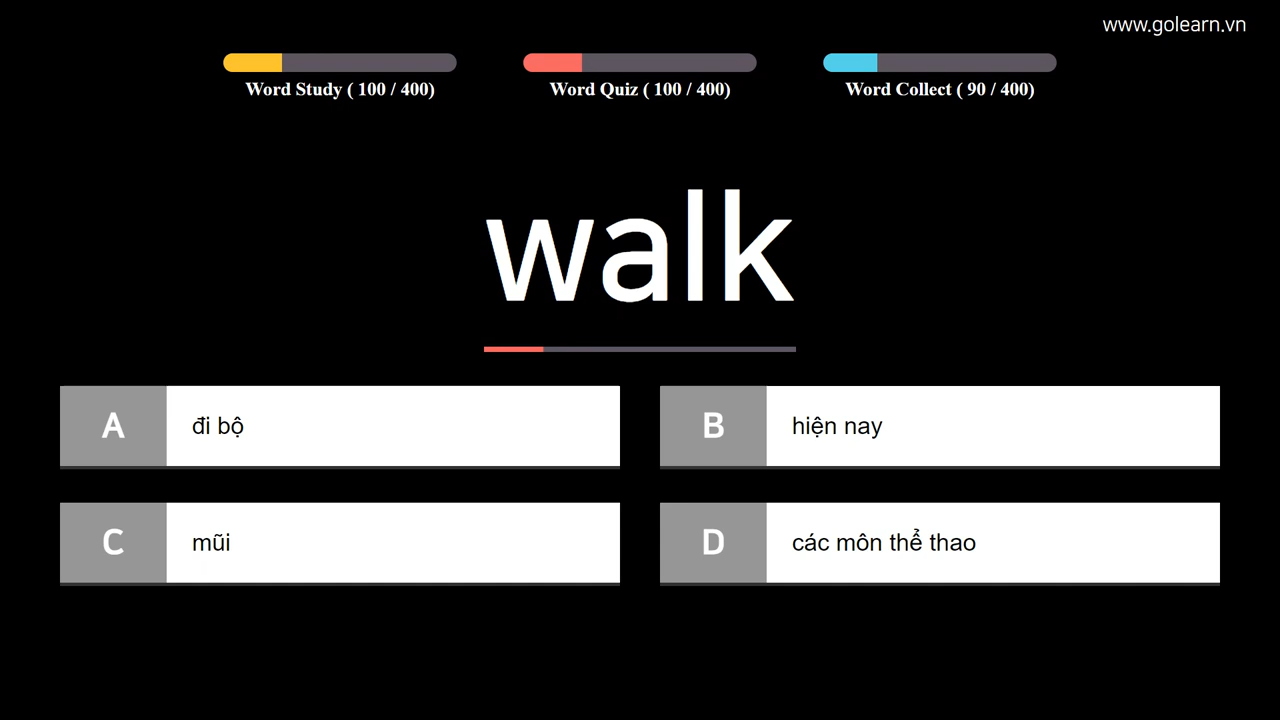 www.golearn.vn
Word Study ( 100 / 400)
Word Quiz ( 100 / 400)
Word Collect ( 90 / 400)
walk
A đi bộ
B hiện nay
C mũi
D các môn thể thao